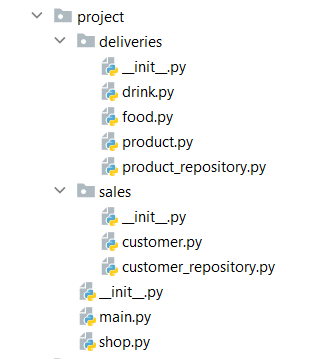 project
deliveries
__init__.py
drink.py
food.py
product.py
product_repository.py
sales
__init__.py
customer.py
customer_repository.py
__init__.py
main.py
shop.py